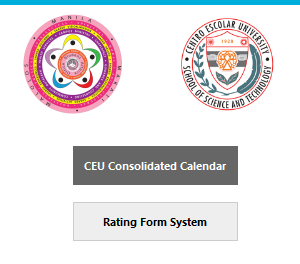 MANILA
MAKATI
MALOLOS
CENTRO ESCOLAR UNIVERSITY
1928
SCHOOL OF SCIENCE AND TECHNOLOGY
CEU Consolidated Calendar
Rating Form System